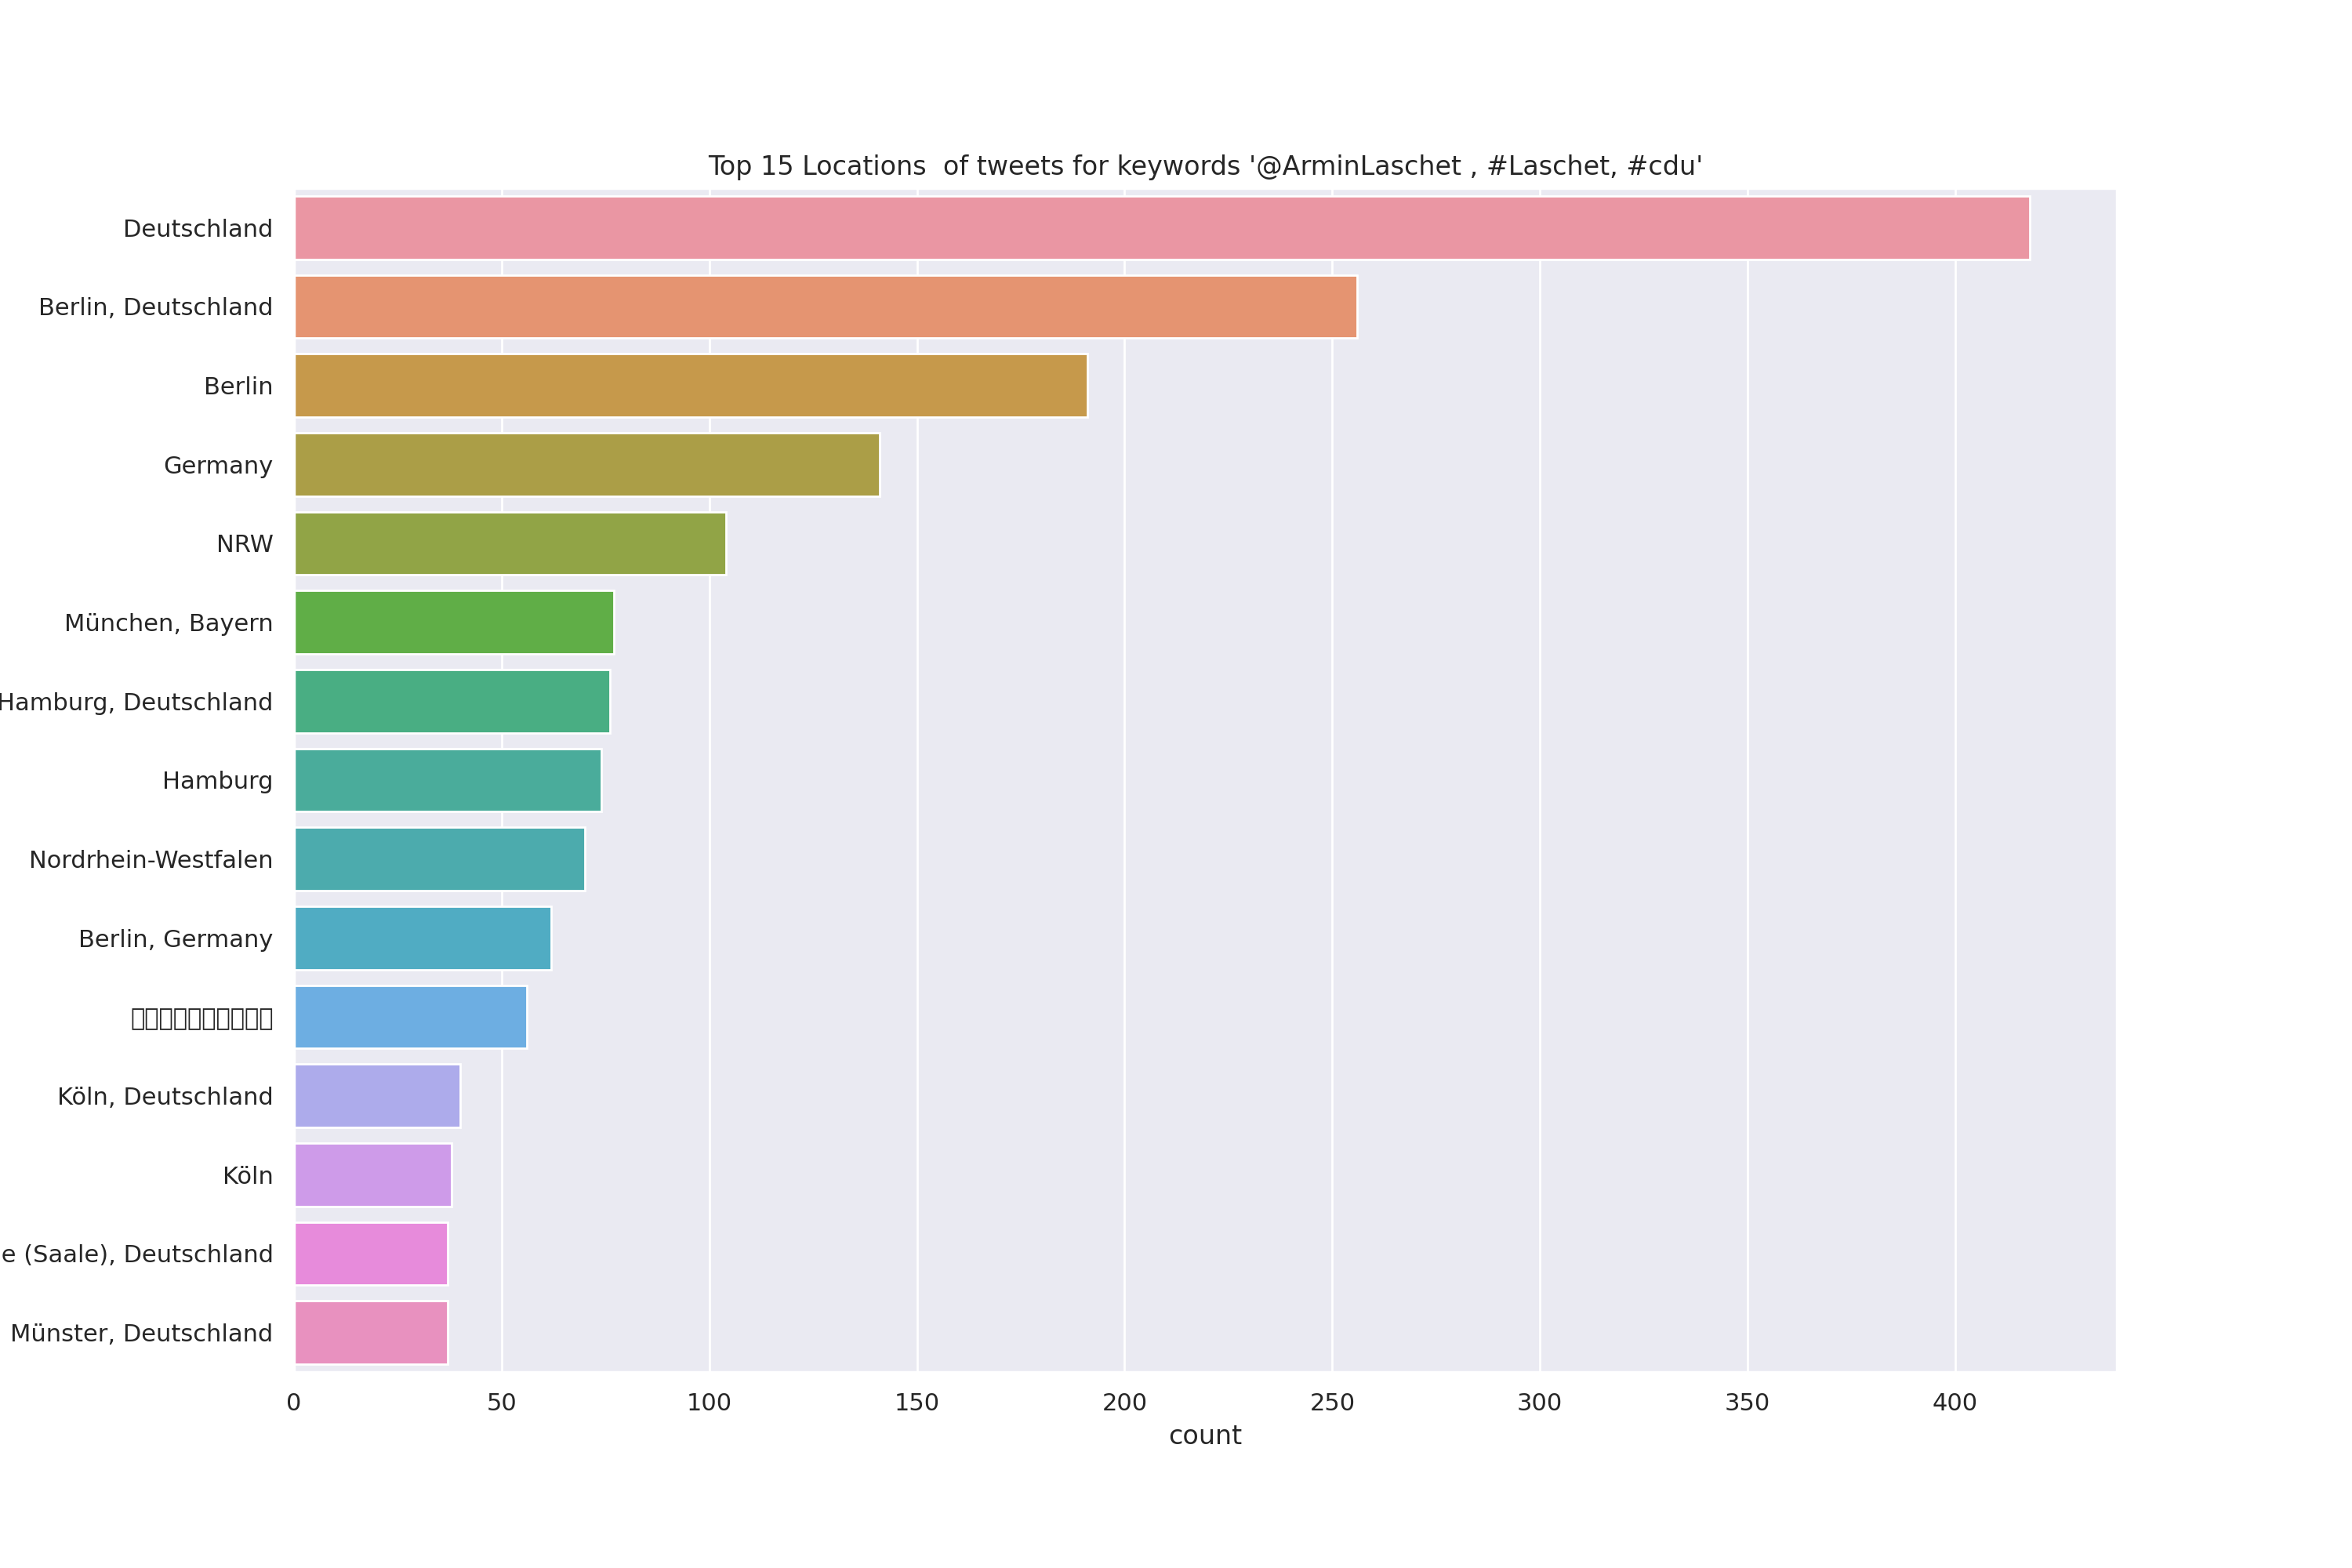 Top 15 Locations  of tweets for keywords '@ArminLaschet , #Laschet, #cdu'
Deutschland
Berlin, Deutschland
Berlin
Germany
NRW
München, Bayern
Hamburg, Deutschland
Hamburg
Nordrhein-Westfalen
Berlin, Germany
Köln, Deutschland
Köln
(Saale), Deutschland
Münster, Deutschland
0 50 100 150 200 250 300 350 400
count